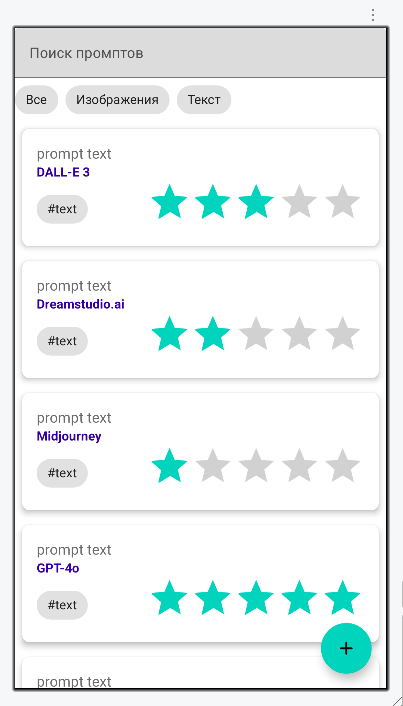 Поиск промптов
Все Изображения Текст
prompt text
DALL-E 3
#text
prompt text
Dreamstudio.ai
#text
prompt text
Midjourney
#text
prompt text
GPT-4o
#text
+
prompt text